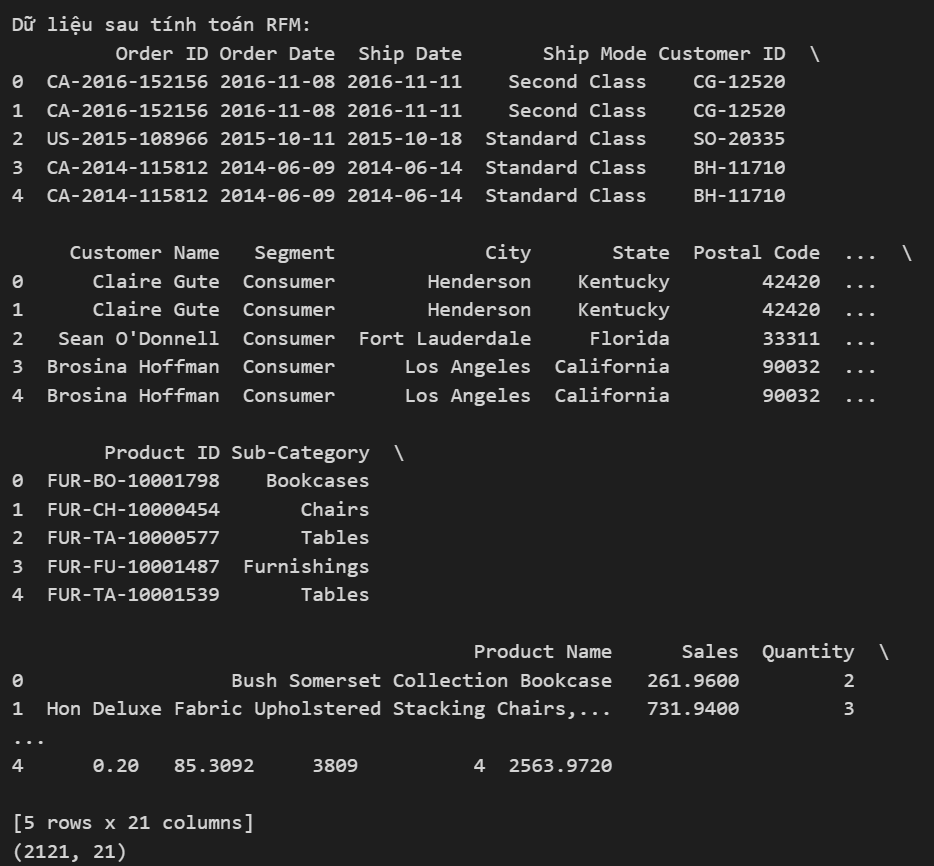 Dữ liệu sau tính toán RFM:
Order ID Order Date Ship Date Ship Mode Customer ID \
0 CA-2016-152156 2016-11-08 2016-11-11 Second Class CG-12520
1 CA-2016-152156 2016-11-08 2016-11-11 Second Class CG-12520
2 US-2015-108966 2015-10-11 2015-10-18 Standard Class SO-20335
3 CA-2014-115812 2014-06-09 2014-06-14 Standard Class BH-11710
4 CA-2014-115812 2014-06-09 2014-06-14 Standard Class BH-11710
Customer Name Segment City State Postal Code ... \
0 Claire Gute Consumer Henderson Kentucky 42420 ...
1 Claire Gute Consumer Henderson Kentucky 42420 ...
2 Sean O'Donnell Consumer Fort Lauderdale Florida 33311 ...
3 Brosina Hoffman Consumer Los Angeles California 90032 ...
4 Brosina Hoffman Consumer Los Angeles California 90032 ...
Product ID Sub-Category \
0 FUR-BO-10001798 Bookcases
1 FUR-CH-10000454 Chairs
2 FUR-TA-10000577 Tables
3 FUR-FU-10001487 Furnishings
4 FUR-TA-10001539 Tables
Product Name Sales Quantity \
0 Bush Somerset Collection Bookcase 261.9600 2
1 Hon Deluxe Fabric Upholstered Stacking Chairs,... 731.9400 3
...
4 0.20 85.3092 3809 4 2563.9720
[5 rows x 21 columns]
(2121, 21)